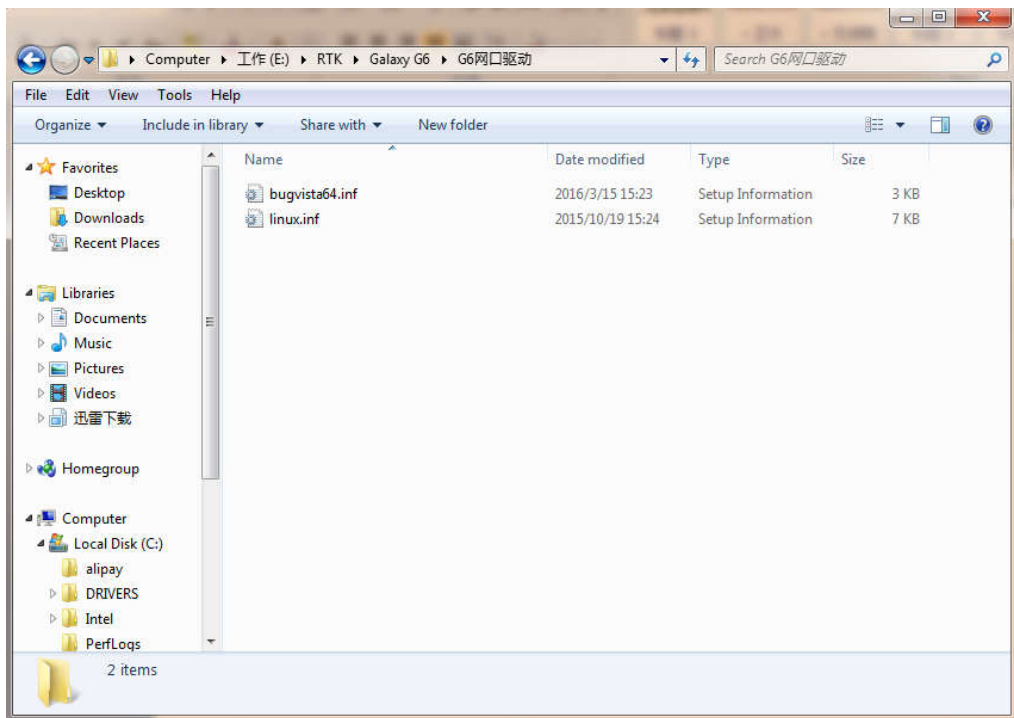 Computer 工作 (E:) RTK Galaxy G6 G6网口驱动 Search G6网口驱动
File Edit View Tools Help
Organize Include in library Share with New folder
Name Date modified Type Size
bugvista64.inf 2016/3/15 15:23 Setup Information 3 KB
linux.inf 2015/10/19 15:24 Setup Information 7 KB
Favorites
Desktop
Downloads
Recent Places
Libraries
Documents
Music
Pictures
Videos
迅雷下载
Homegroup
Computer
Local Disk (C:)
alipay
DRIVERS
Intel
PerfLogs
2 items